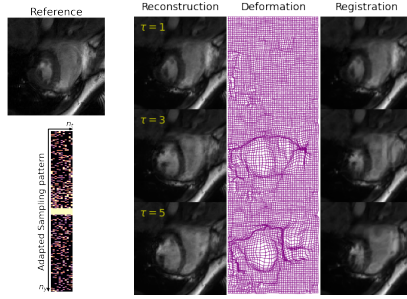 Reference
Reconstruction
Deformation
Registration
τ = 1
τ = 3
τ = 5
Adapted Sampling pattern